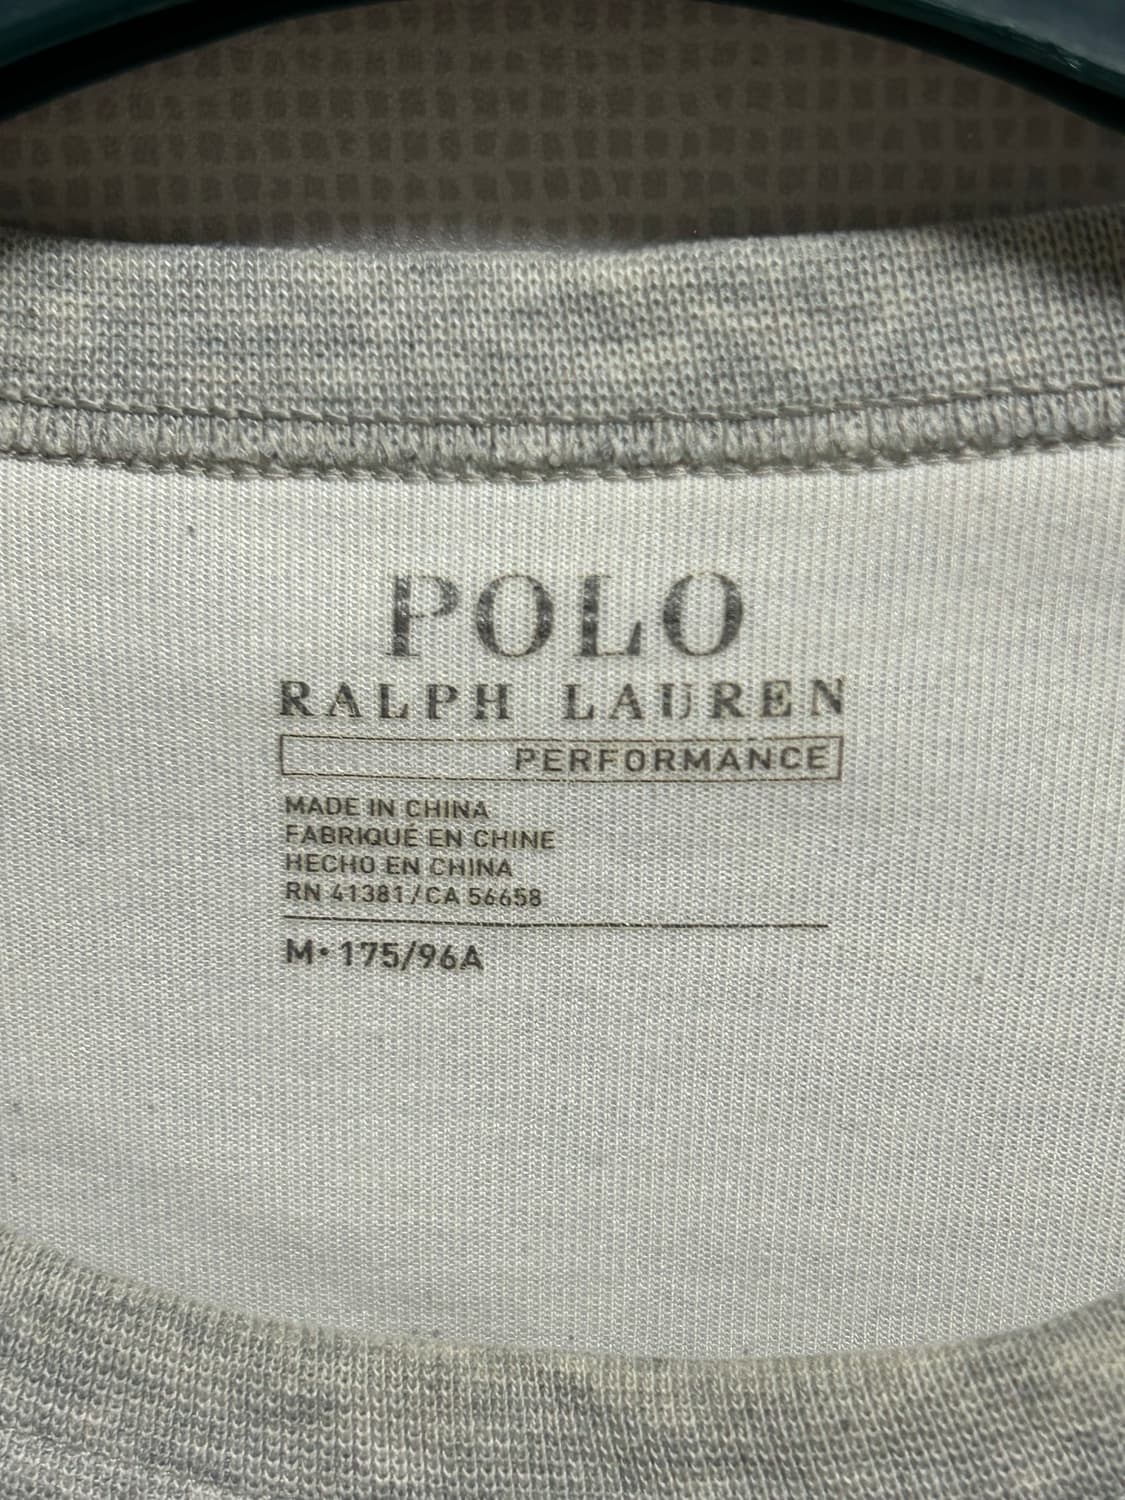 POLO
RALPH LAUREN
PERFORMANCE
MADE IN CHINA
FABRIQUÉ EN CHINE
HECHO EN CHINA
RN 41381/CA 56658
M• 175/96A